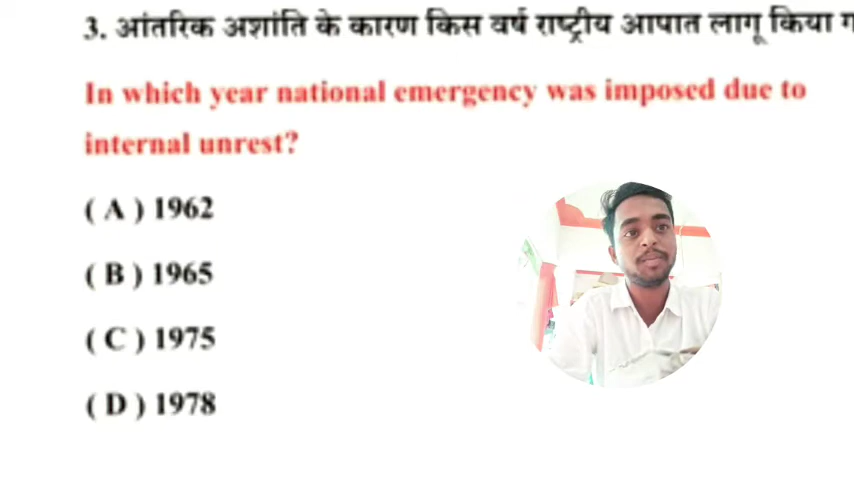 3. आंतरिक अशांति के कारण किस वर्ष राष्ट्रीय आपात लागू किया
In which year national emergency was imposed due to
internal unrest?
( A ) 1962
( B ) 1965
( C ) 1975
( D ) 1978